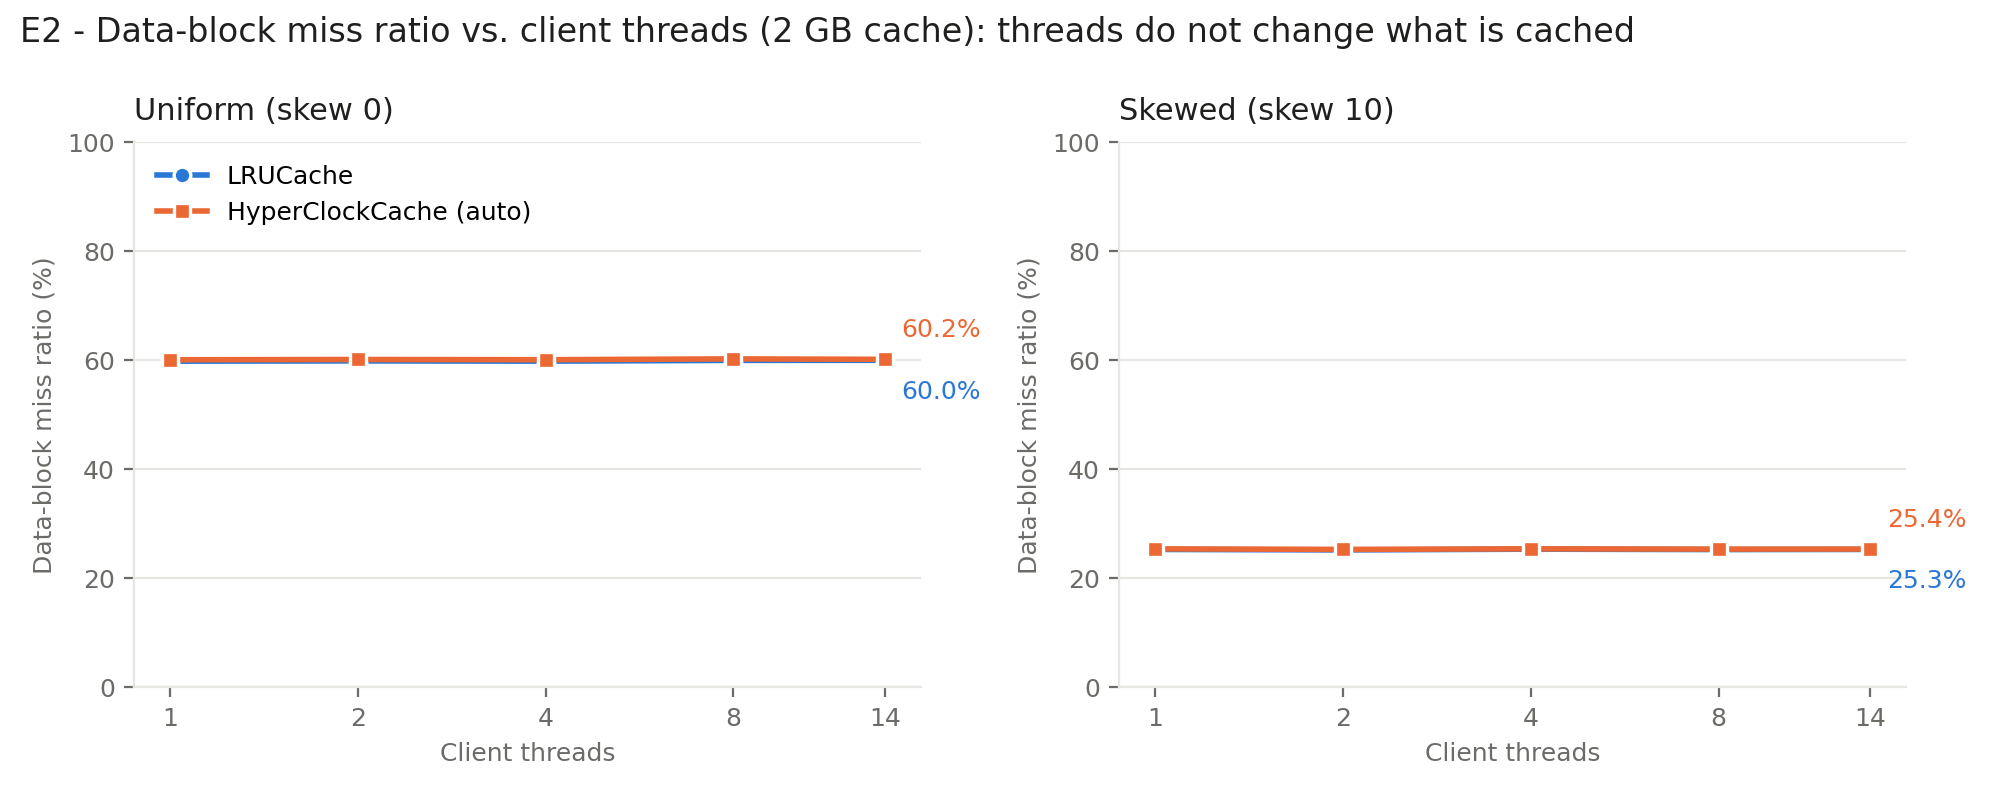 E2 - Data-block miss ratio vs. client threads (2 GB cache): threads do not change what is cached
Uniform (skew 0)
100
80
60
40
20
0
Data-block miss ratio (%)
LRUCache
HyperClockCache (auto)
60.2%
60.0%
1 2 4 8 14
Client threads
Skewed (skew 10)
100
80
60
40
20
0
Data-block miss ratio (%)
25.4%
25.3%
1 2 4 8 14
Client threads